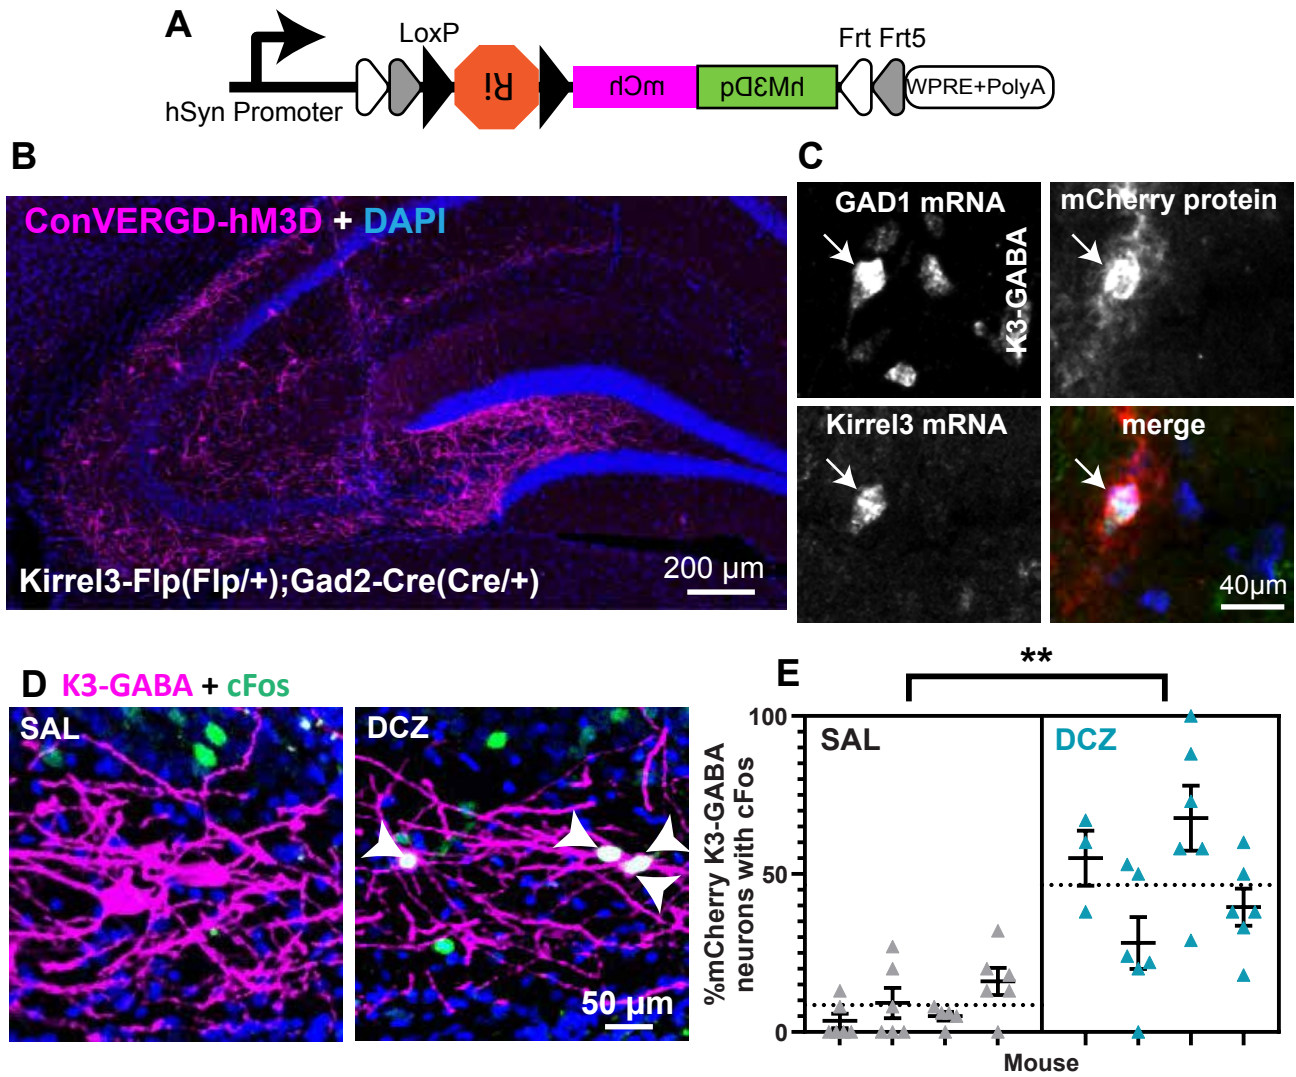 A
LoxP
Frt Frt5
Ri
mCh
hM3Dq
WPRE+PolyA
hSyn Promoter
B
ConVERGD-hM3D + DAPI
Kirrel3-Flp(Flp/+);Gad2-Cre(Cre/+)
200 µm
C
GAD1 mRNA
K3-GABA
mCherry protein
Kirrel3 mRNA
merge
40µm
D K3-GABA + cFos
SAL
DCZ
50 µm
E
**
%mCherry K3-GABA
neurons with cFos
100
50
0
SAL
DCZ
Mouse